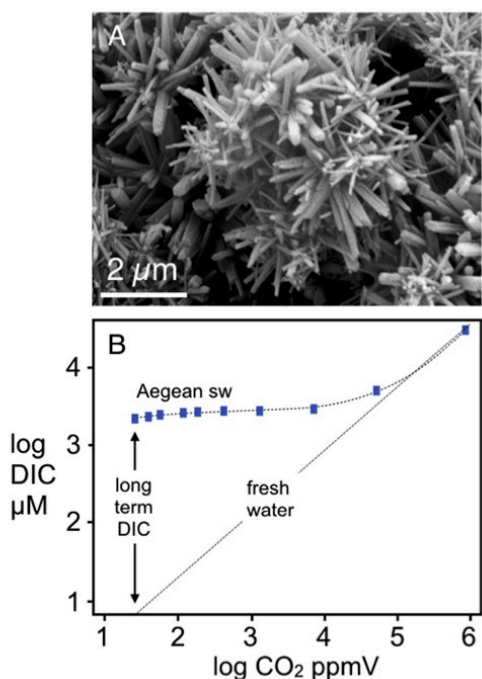 A
2 µm
B
4
Aegean sw
log
DIC
µM
3
long
term
DIC
fresh
water
2
1
1 2 3 4 5 6
log CO₂ ppmV